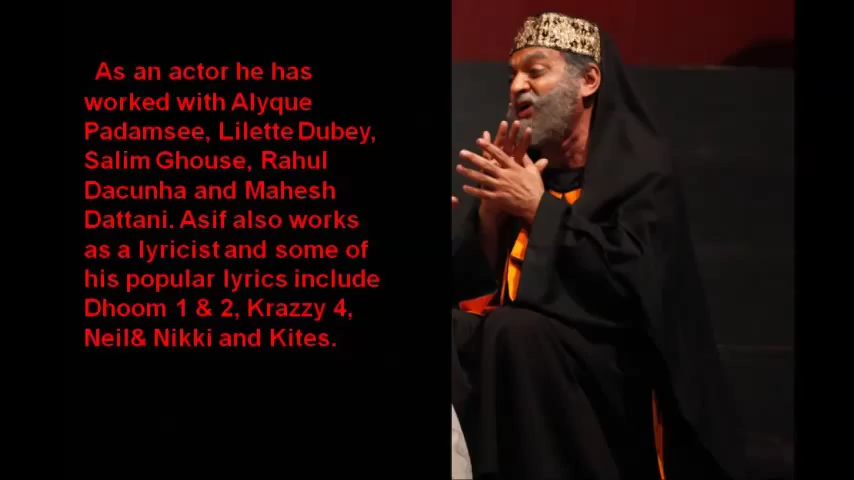 As an actor he has
worked with Alyque
Padamsee, Lilette Dubey,
Salim Ghouse, Rahul
Dacunha and Mahesh
Dattani. Asif also works
as a lyricist and some of
his popular lyrics include
Dhoom 1 & 2, Krazzy 4,
Neil& Nikki and Kites.